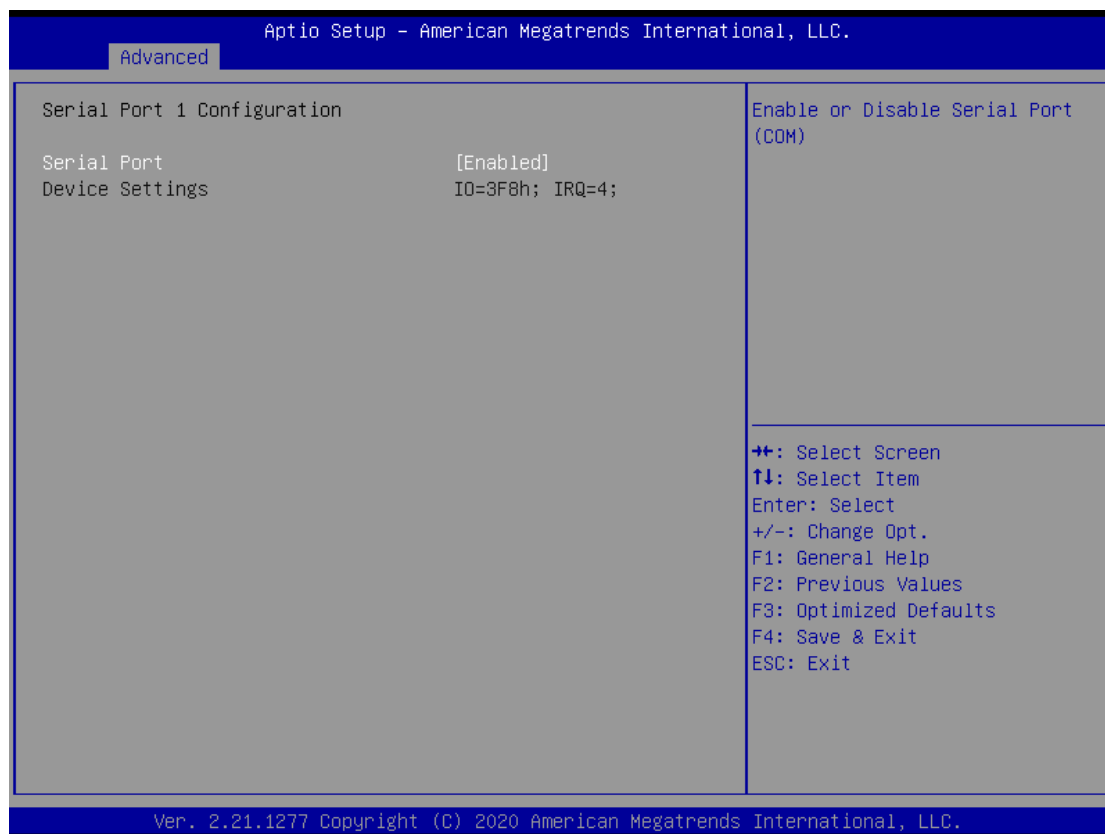 Aptio Setup – American Megatrends International, LLC.
Advanced
Serial Port 1 Configuration
Serial Port [Enabled]
Device Settings IO=3F8h; IRQ=4;
Enable or Disable Serial Port
(COM)
→←: Select Screen
↑↓: Select Item
Enter: Select
+/-: Change Opt.
F1: General Help
F2: Previous Values
F3: Optimized Defaults
F4: Save & Exit
ESC: Exit
Ver. 2.21.1277 Copyright (C) 2020 American Megatrends International, LLC.